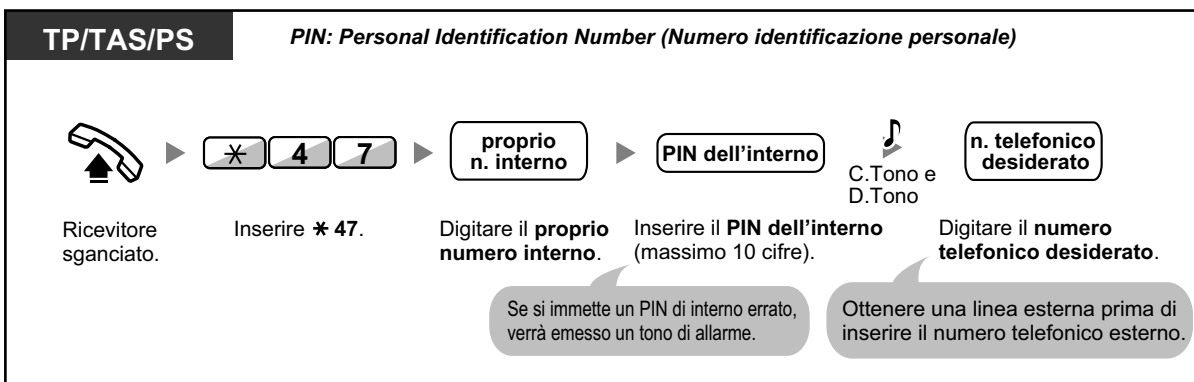 TP/TAS/PS
PIN: Personal Identification Number (Numero identificazione personale)
✳ 4 7
proprio
n. interno
PIN dell’interno
C.Tono e
D.Tono
n. telefonico
desiderato
Ricevitore
sganciato.
Inserire ✳ 47.
Digitare il proprio
numero interno.
Inserire il PIN dell’interno
(massimo 10 cifre).
Digitare il numero
telefonico desiderato.
Se si immette un PIN di interno errato,
verrà emesso un tono di allarme.
Ottenere una linea esterna prima di
inserire il numero telefonico esterno.